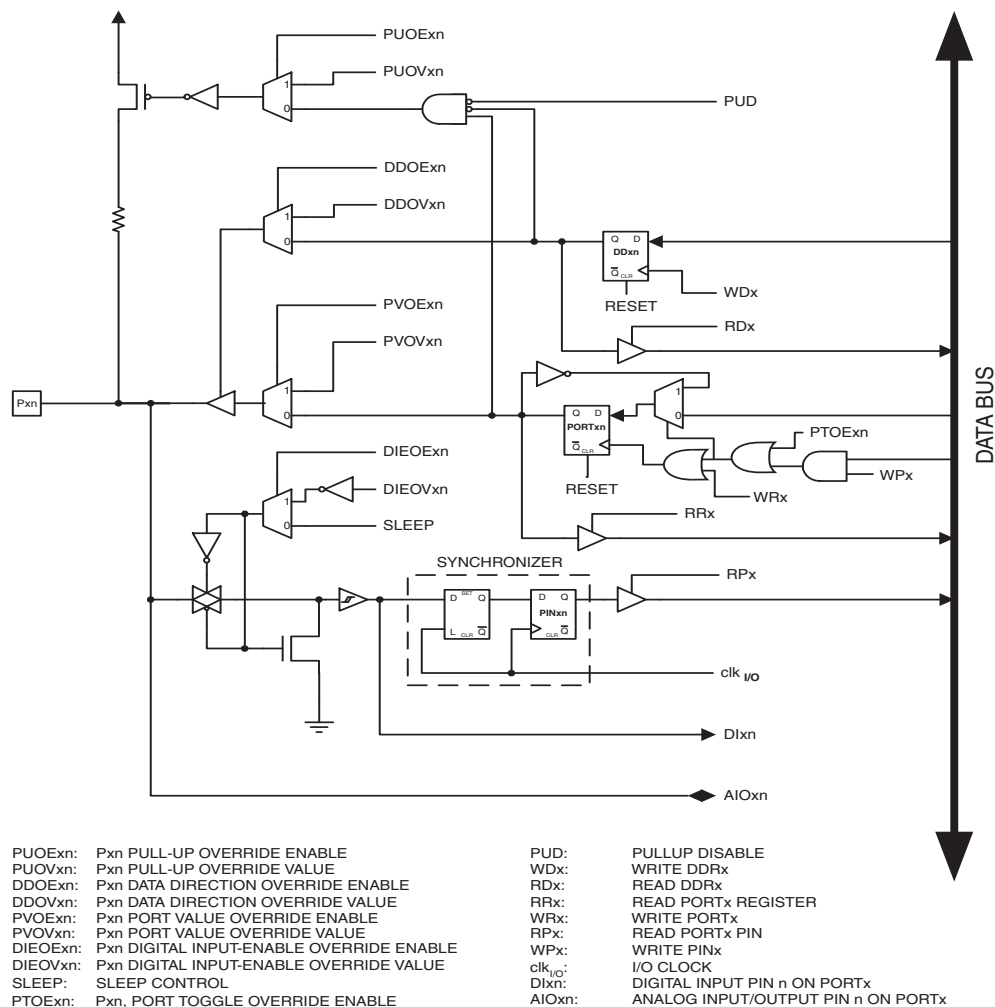 PUOExn
PUOVxn
1
0
PUD
DDOExn
DDOVxn
1
0
Q D
DDxn
Q CLR
WDx
RESET
PVOExn
RDx
PVOVxn
Pxn
1
0
1
0
Q D
PORTxn
Q CLR
PTOExn
DATA BUS
DIEOExn
WPx
RESET
WRx
DIEOVxn
1
0
SLEEP
RRx
SYNCHRONIZER
RPx
D SET Q
L CLR Q
D Q
PINxn
CLR Q
clk I/O
DIxn
AIOxn
PUOExn: Pxn PULL-UP OVERRIDE ENABLE
PUOVxn: Pxn PULL-UP OVERRIDE VALUE
DDOExn: Pxn DATA DIRECTION OVERRIDE ENABLE
DDOVxn: Pxn DATA DIRECTION OVERRIDE VALUE
PVOExn: Pxn PORT VALUE OVERRIDE ENABLE
PVOVxn: Pxn PORT VALUE OVERRIDE VALUE
DIEOExn: Pxn DIGITAL INPUT-ENABLE OVERRIDE ENABLE
DIEOVxn: Pxn DIGITAL INPUT-ENABLE OVERRIDE VALUE
SLEEP: SLEEP CONTROL
PTOExn: Pxn, PORT TOGGLE OVERRIDE ENABLE
PUD: PULLUP DISABLE
WDx: WRITE DDRx
RDx: READ DDRx
RRx: READ PORTx REGISTER
WRx: WRITE PORTx
RPx: READ PORTx PIN
WPx: WRITE PINx
clkI/O: I/O CLOCK
DIxn: DIGITAL INPUT PIN n ON PORTx
AIOxn: ANALOG INPUT/OUTPUT PIN n ON PORTx